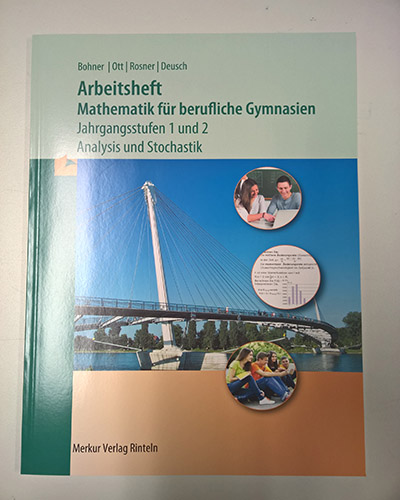 Bohner | Ott | Rosner | Deusch
Arbeitsheft
Mathematik für berufliche Gymnasien
Jahrgangsstufen 1 und 2
Analysis und Stochastik
Merkur Verlag Rinteln